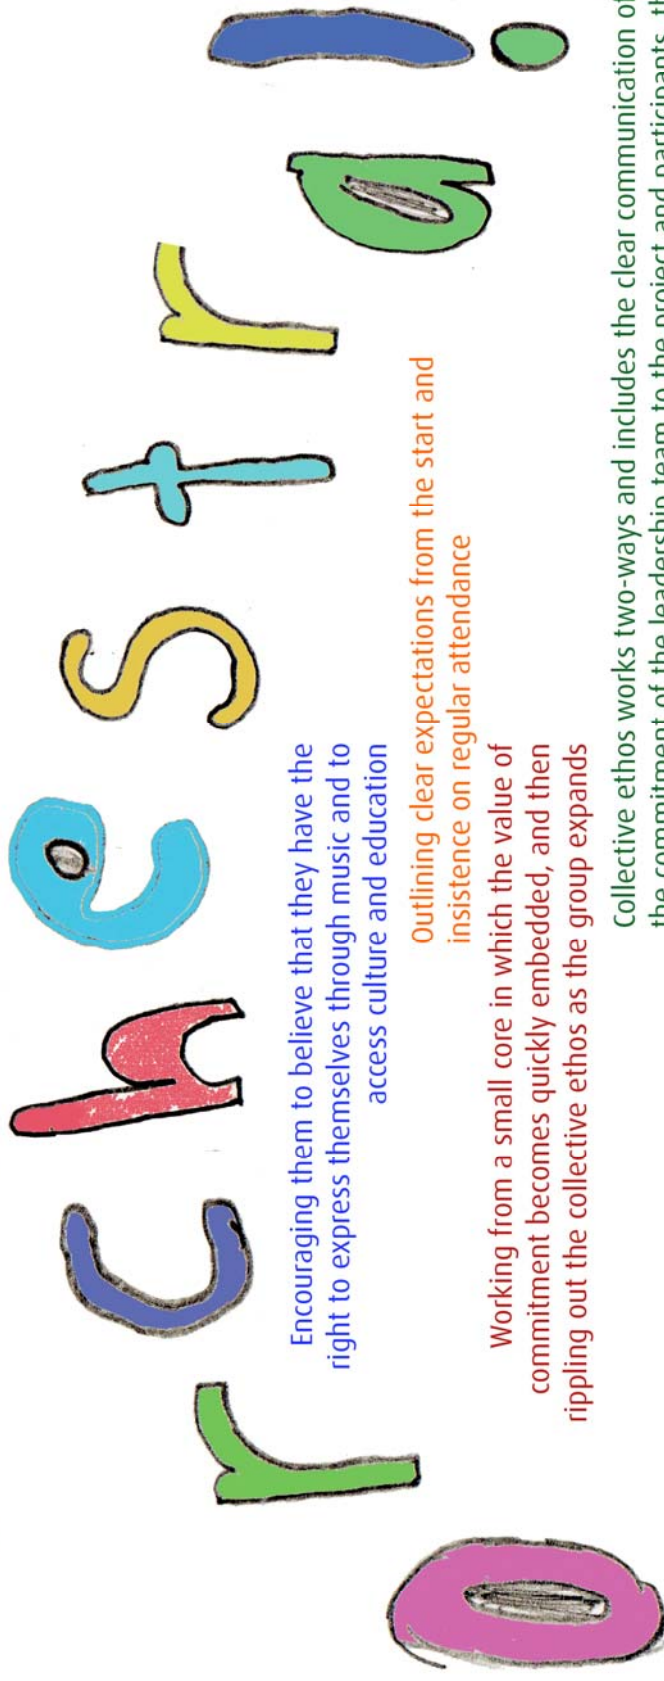 orchestra!
Encouraging them to believe that they have the
right to express themselves through music and to
access culture and education
Outlining clear expectations from the start and
insistence on regular attendance
Working from a small core in which the value of
commitment becomes quickly embedded, and then
rippling out the collective ethos as the group expands
Collective ethos works two-ways and includes the clear communication of
the commitment of the leadership team to the project and participants